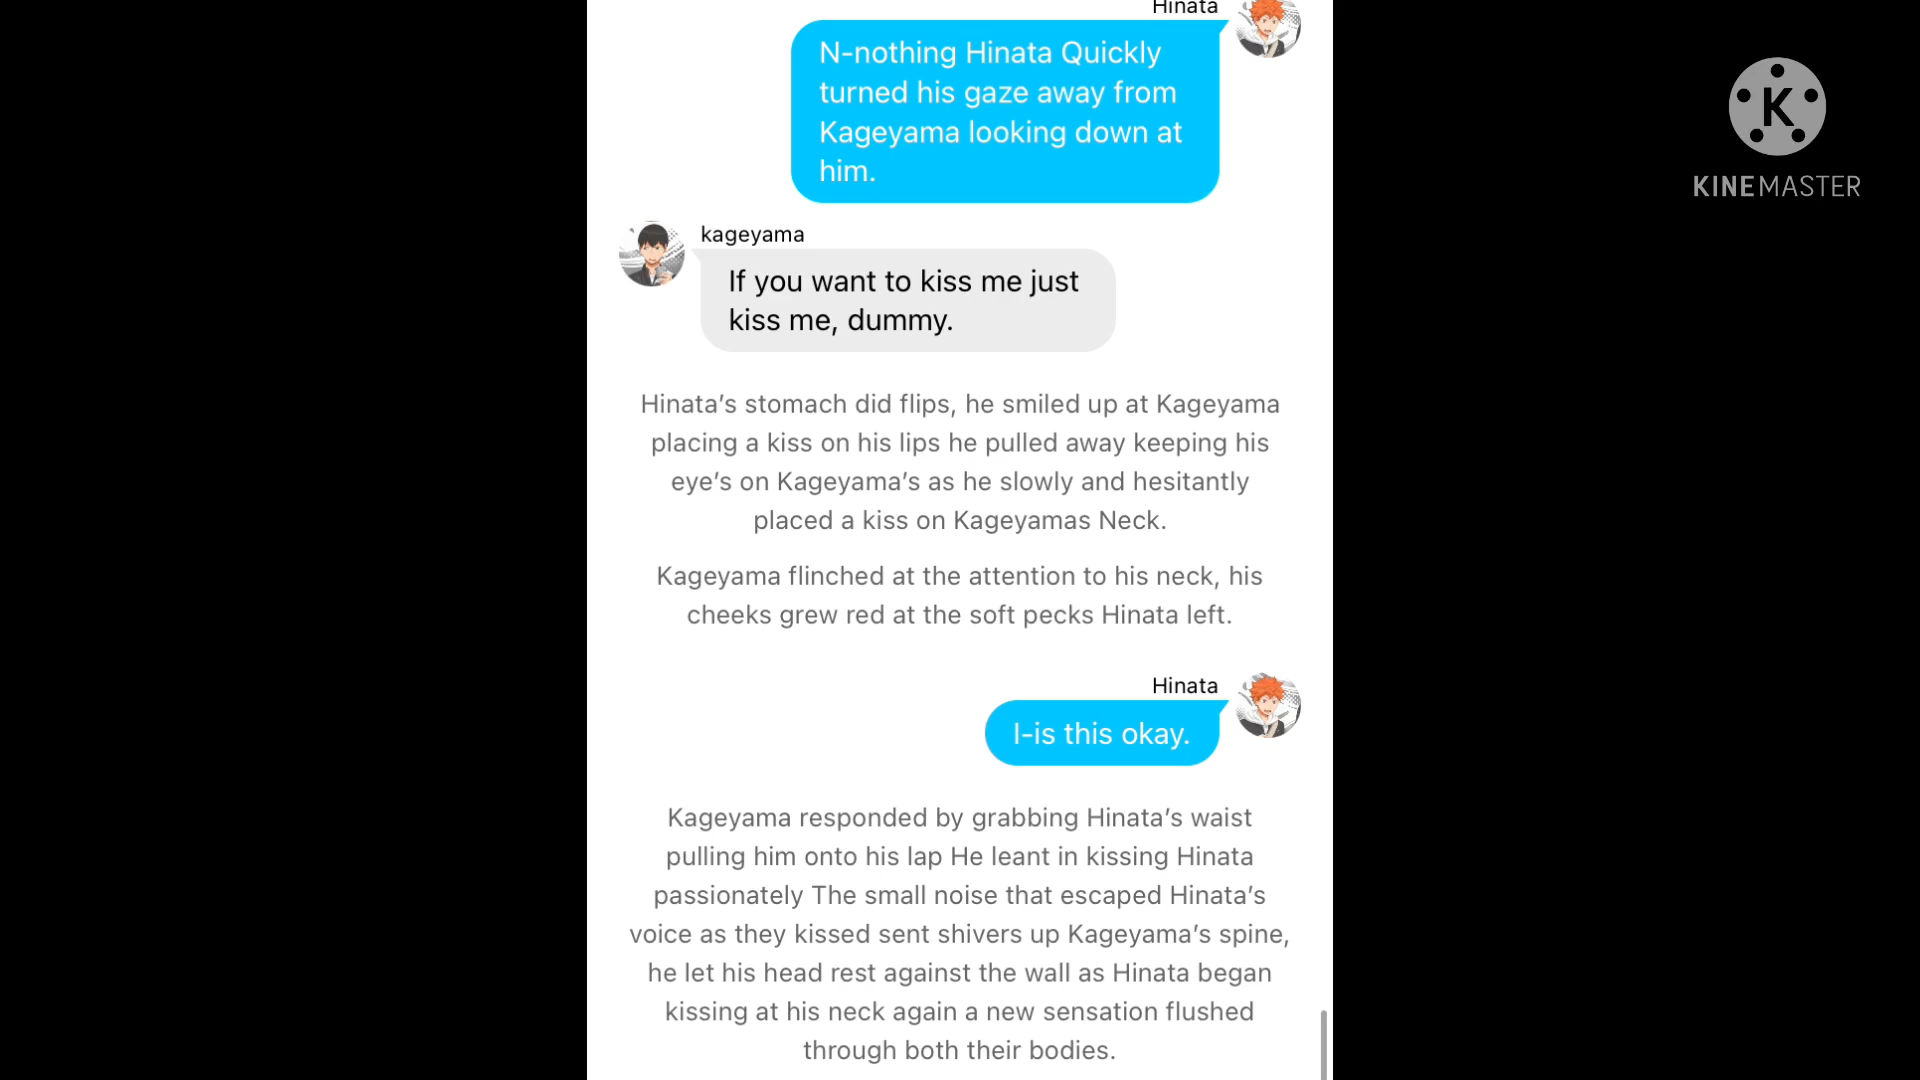 Hinata
N-nothing Hinata Quickly
turned his gaze away from
Kageyama looking down at
him.
K
KINEMASTER
kageyama
If you want to kiss me just
kiss me, dummy.
Hinata’s stomach did flips, he smiled up at Kageyama
placing a kiss on his lips he pulled away keeping his
eye’s on Kageyama’s as he slowly and hesitantly
placed a kiss on Kageyamas Neck.
Kageyama flinched at the attention to his neck, his
cheeks grew red at the soft pecks Hinata left.
Hinata
I-is this okay.
Kageyama responded by grabbing Hinata’s waist
pulling him onto his lap He leant in kissing Hinata
passionately The small noise that escaped Hinata’s
voice as they kissed sent shivers up Kageyama’s spine,
he let his head rest against the wall as Hinata began
kissing at his neck again a new sensation flushed
through both their bodies.